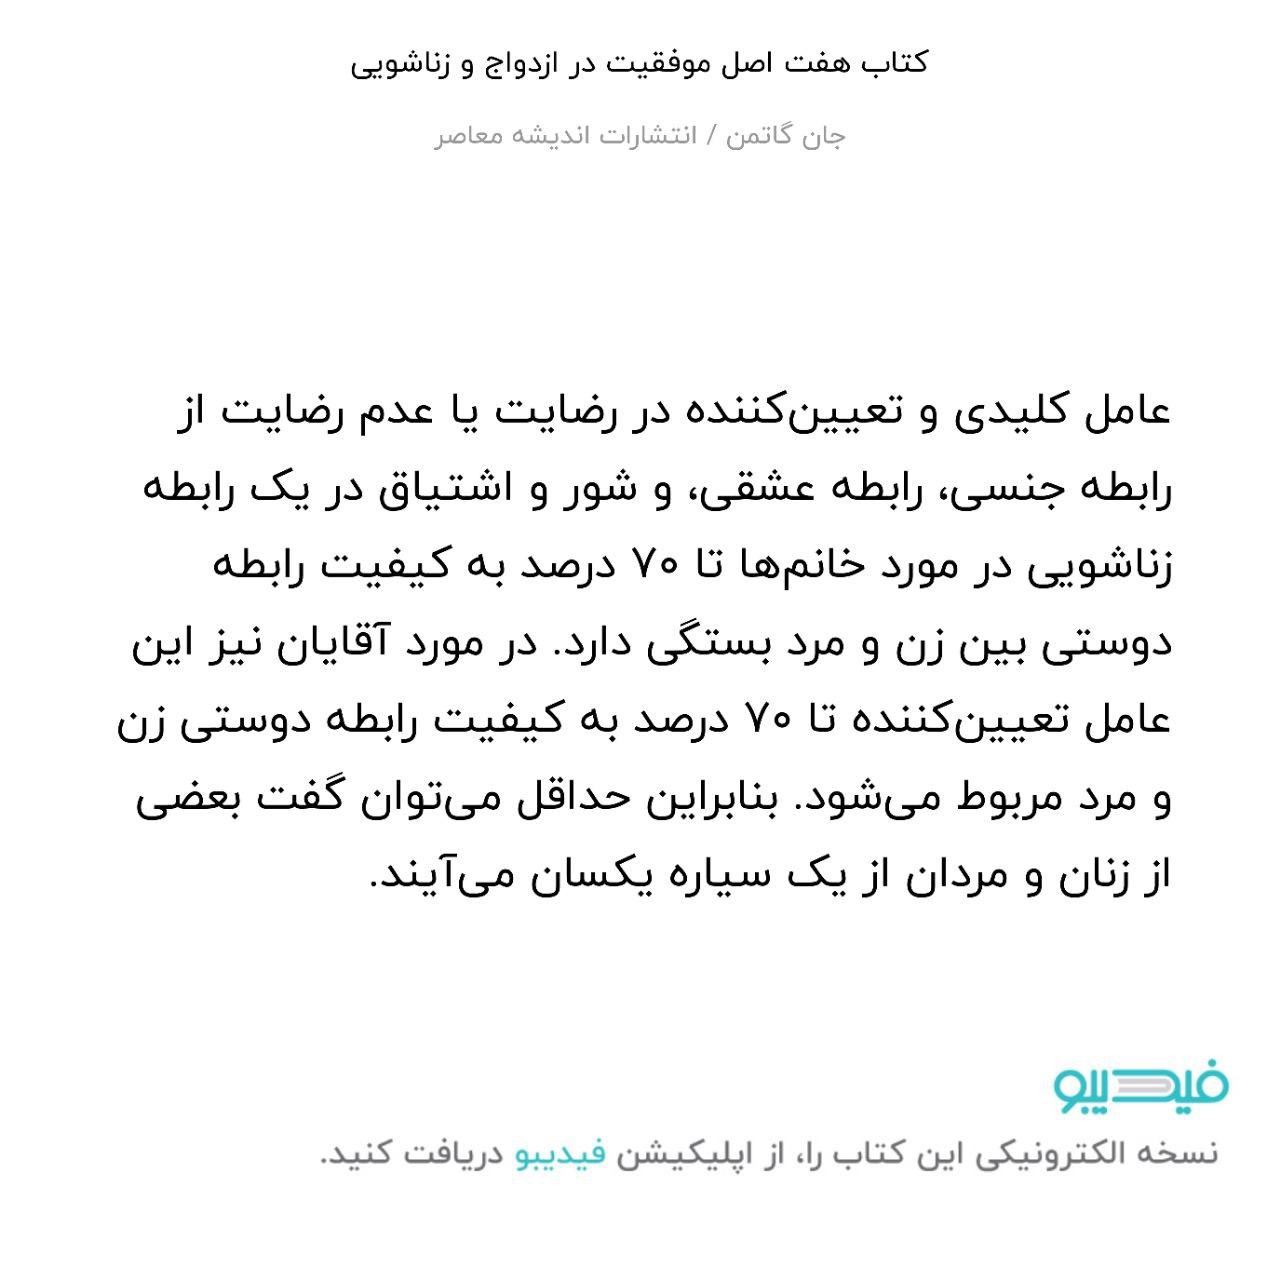 کتاب هفت اصل موفقیت در ازدواج و زناشویی
جان گاتمن / انتشارات اندیشه معاصر
عامل کلیدی و تعیین‌کننده در رضایت یا عدم رضایت از
رابطه جنسی، رابطه عشقی، و شور و اشتیاق در یک رابطه
زناشویی در مورد خانم‌ها تا ۷۰ درصد به کیفیت رابطه
دوستی بین زن و مرد بستگی دارد. در مورد آقایان نیز این
عامل تعیین‌کننده تا ۷۰ درصد به کیفیت رابطه دوستی زن
و مرد مربوط می‌شود. بنابراین حداقل می‌توان گفت بعضی
از زنان و مردان از یک سیاره یکسان می‌آیند.
فیدیبو
نسخه الکترونیکی این کتاب را، از اپلیکیشن فیدیبو دریافت کنید.